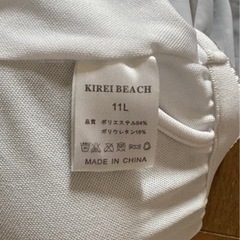 KIREI BEACH
11L
品質 ポリエステル84%
ポリウレタン16%
MADE IN CHINA